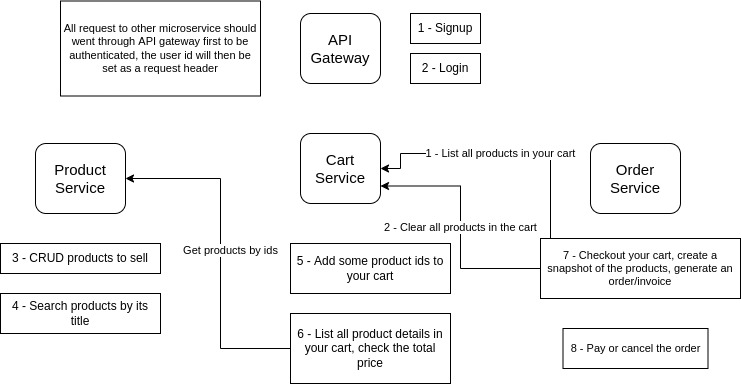 All request to other microservice should
went through API gateway first to be
authenticated, the user id will then be
set as a request header
API
Gateway
1 - Signup
2 - Login
Product
Service
Cart
Service
1 - List all products in your cart
Order
Service
2 - Clear all products in the cart
Get products by ids
3 - CRUD products to sell
4 - Search products by its
title
5 - Add some product ids to
your cart
6 - List all product details in
your cart, check the total
price
7 - Checkout your cart, create a
snapshot of the products, generate an
order/invoice
8 - Pay or cancel the order